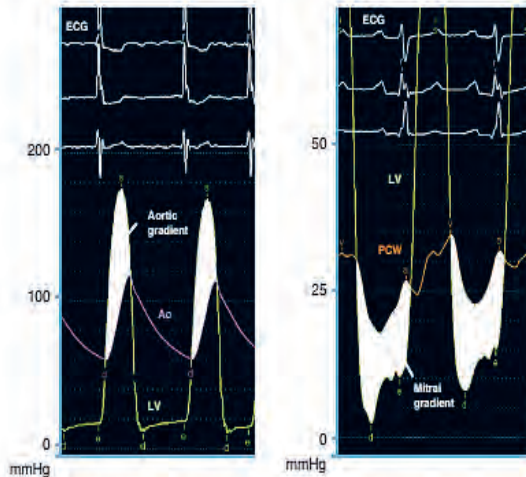 ECG
200
s
s
Aortic
gradient
100
Ao
d
d
LV
e
e
e
0
d
d
d
mmHg
ECG
50
LV
v
PCW
v
a
a
25
Mitral
gradient
e
e
d
d
0
mmHg